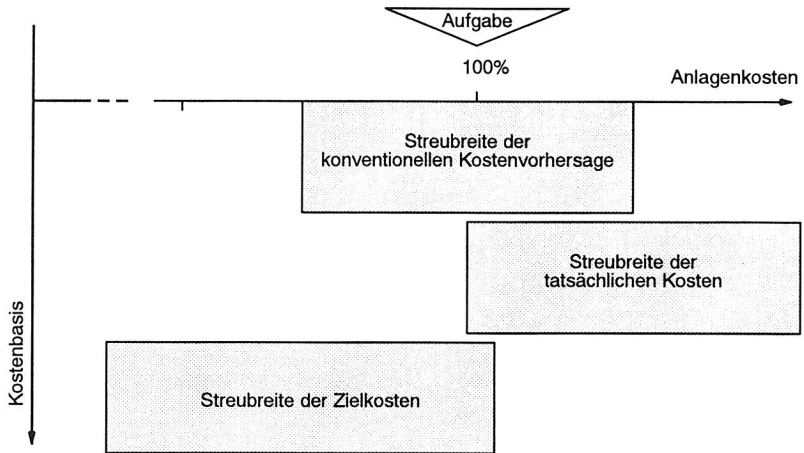 Aufgabe
100%
Anlagenkosten
Streubreite der
konventionellen Kostenvorhersage
Streubreite der
tatsächlichen Kosten
Kostenbasis
Streubreite der Zielkosten